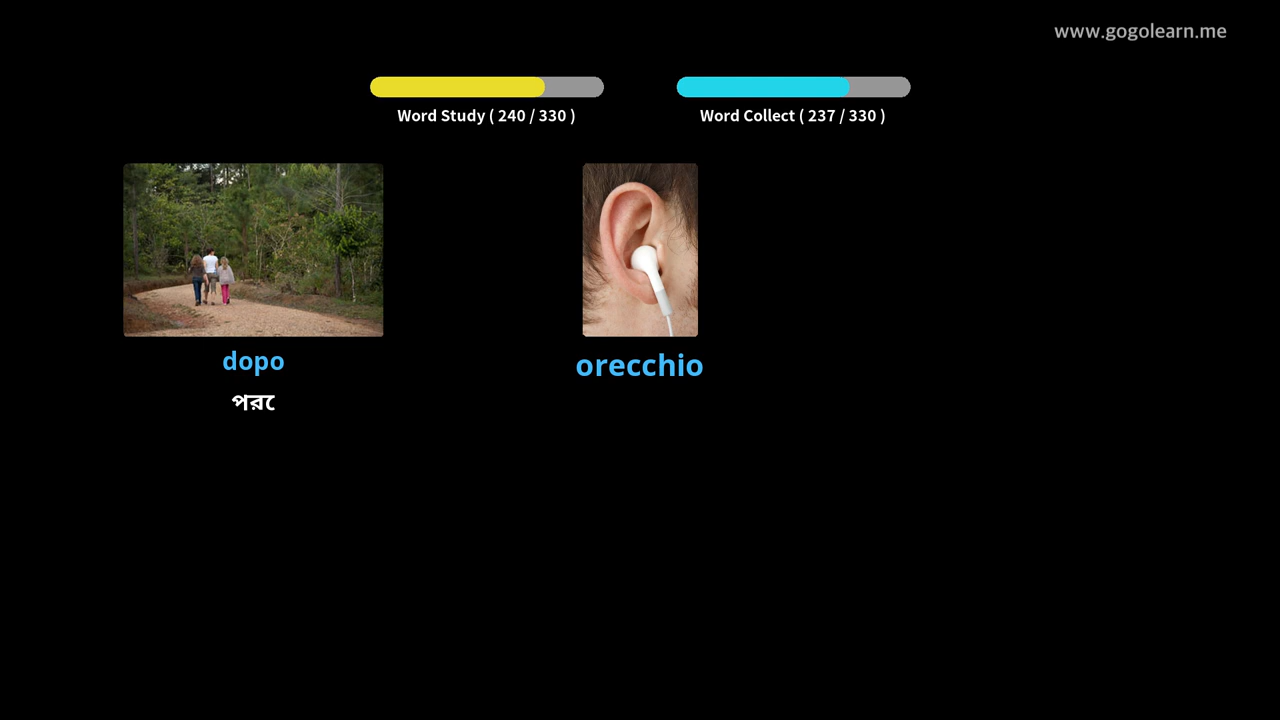 www.gogolearn.me
Word Study ( 240 / 330 )
Word Collect ( 237 / 330 )
dopo
পরে
orecchio